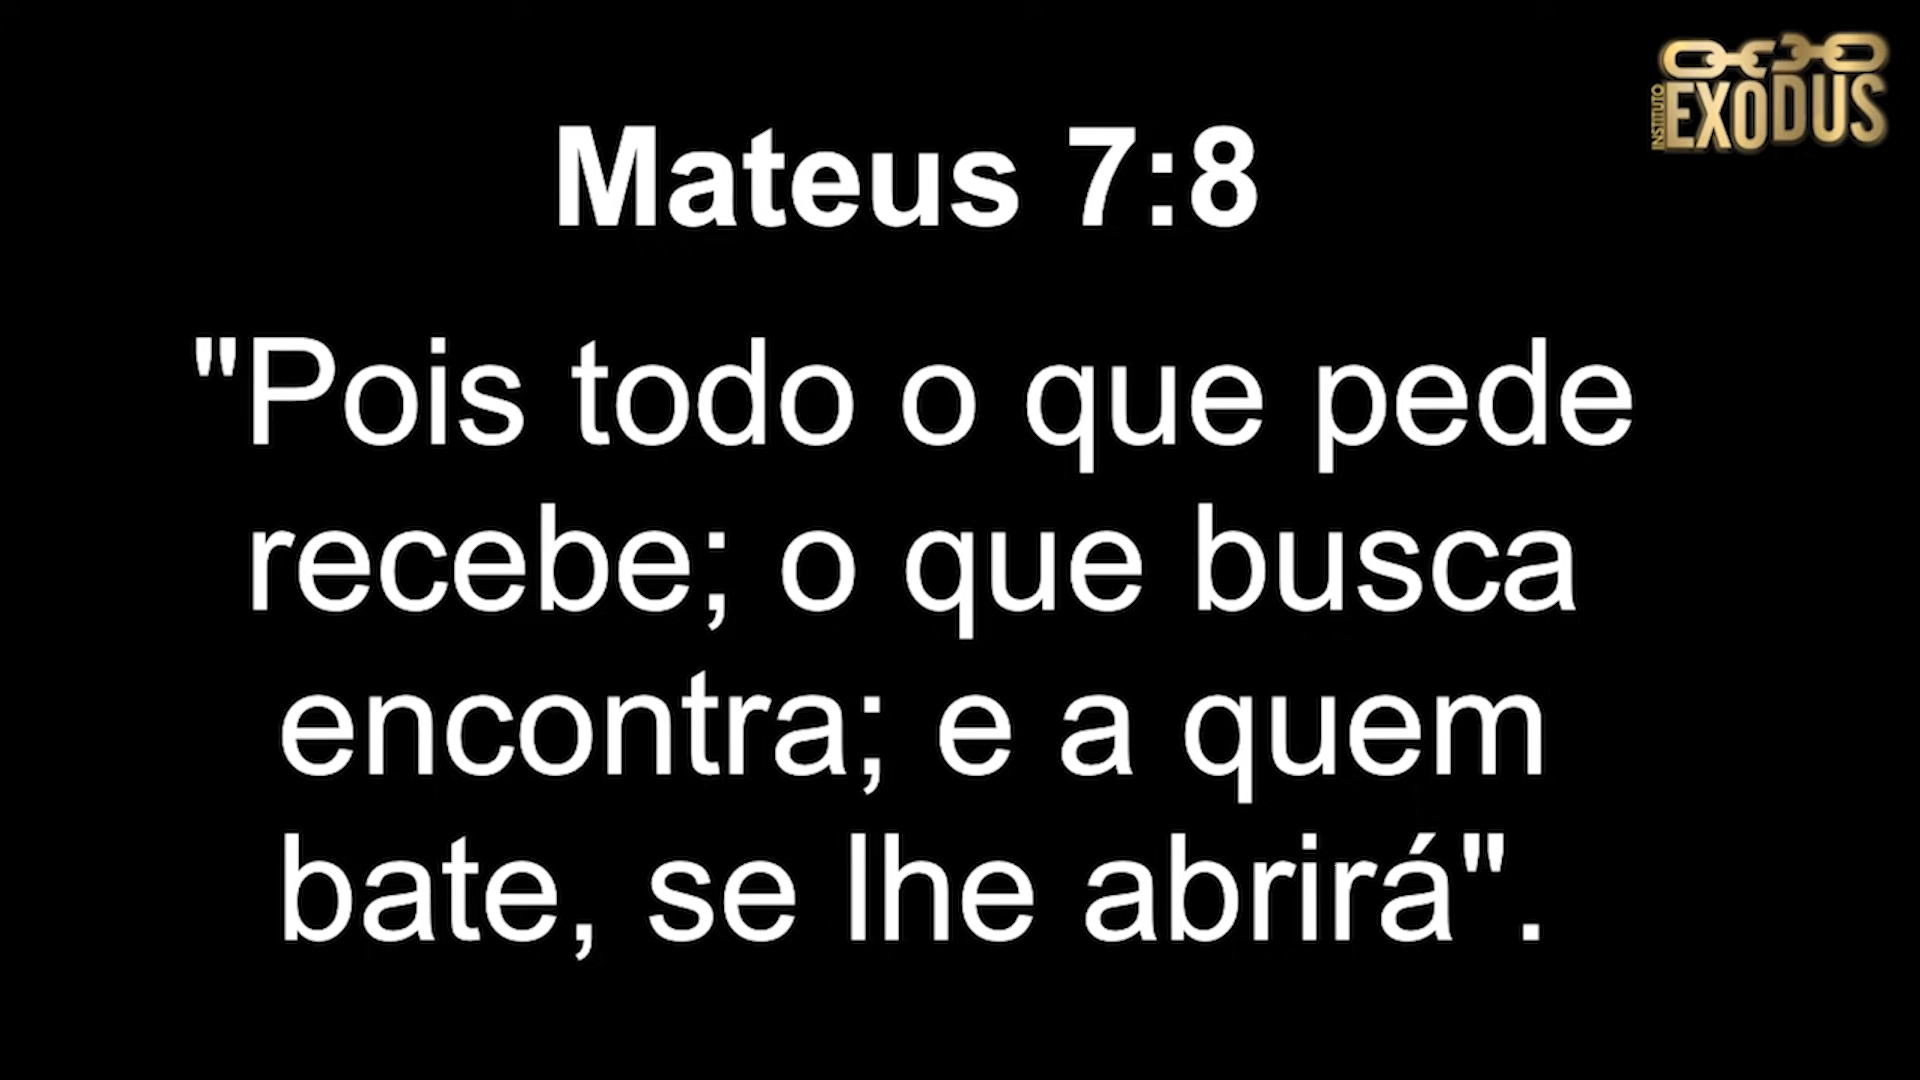 INSTITUTO
EXODUS
Mateus 7:8
"Pois todo o que pede
recebe; o que busca
encontra; e a quem
bate, se lhe abrirá".